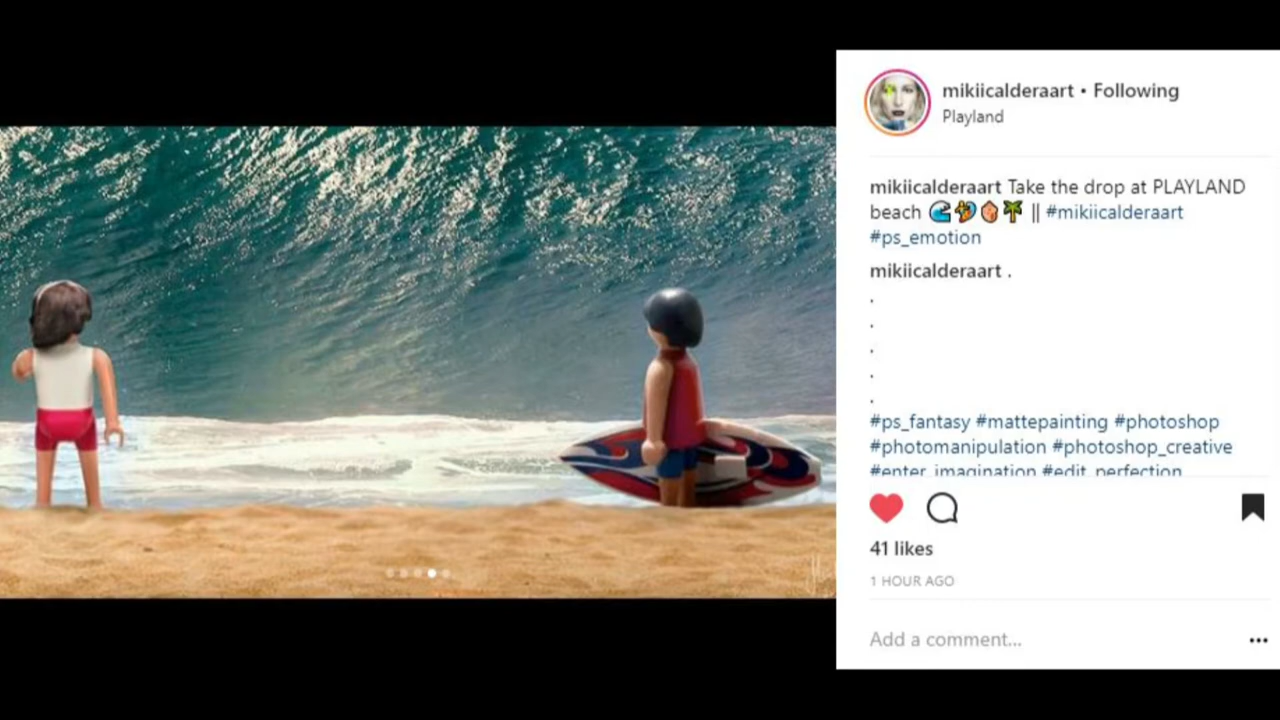 mikiicalderaart • Following
Playland
mikiicalderaart Take the drop at PLAYLAND
beach 🌊🏄🐚🌴 || #mikiicalderaart
#ps_emotion
mikiicalderaart .
.
.
.
.
.
#ps_fantasy #mattepainting #photoshop
#photomanipulation #photoshop_creative
#enter_imagination #edit_perfection
41 likes
1 HOUR AGO
Add a comment...